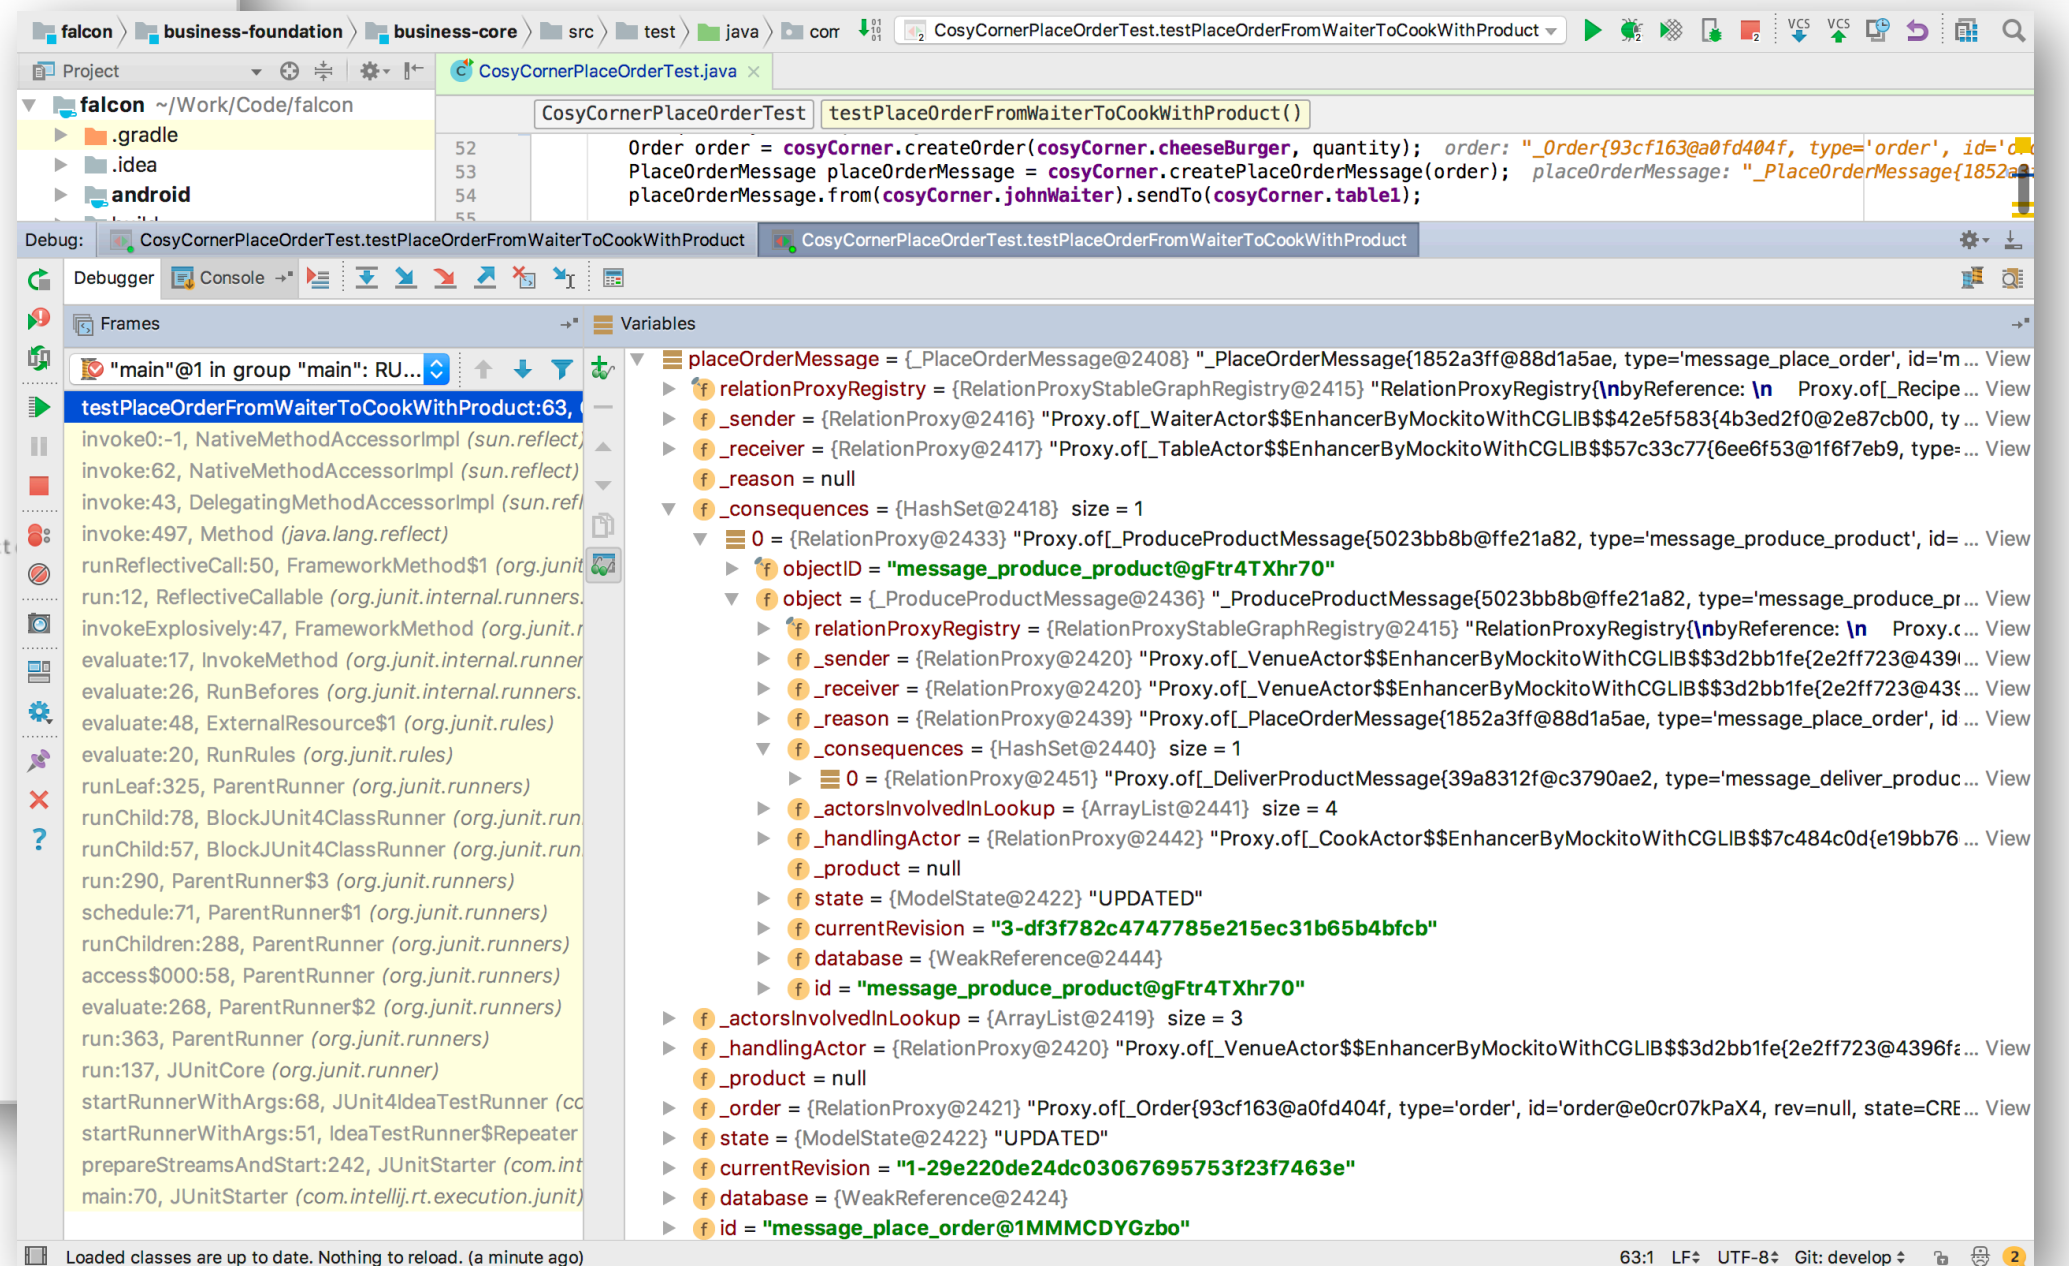 falcon business-foundation business-core src test java con CosyCornerPlaceOrderTest.testPlaceOrderFromWaiterToCookWithProduct VCS VCS
Project
CosyCornerPlaceOrderTest.java
falcon ~/Work/Code/falcon
.gradle
.idea
android
CosyCornerPlaceOrderTest testPlaceOrderFromWaiterToCookWithProduct()
52 Order order = cosyCorner.createOrder(cosyCorner.cheeseBurger, quantity); order: "_Order{93cf163@a0fd404f, type='order', id='
53 PlaceOrderMessage placeOrderMessage = cosyCorner.createPlaceOrderMessage(order); placeOrderMessage: "_PlaceOrderMessage{1852a3
54 placeOrderMessage.from(cosyCorner.johnWaiter).sendTo(cosyCorner.table1);
55
Debug: CosyCornerPlaceOrderTest.testPlaceOrderFromWaiterToCookWithProduct CosyCornerPlaceOrderTest.testPlaceOrderFromWaiterToCookWithProduct
Debugger Console
Frames
"main"@1 in group "main": RU...
testPlaceOrderFromWaiterToCookWithProduct:63,
invoke0:-1, NativeMethodAccessorImpl (sun.reflect)
invoke:62, NativeMethodAccessorImpl (sun.reflect)
invoke:43, DelegatingMethodAccessorImpl (sun.refl
invoke:497, Method (java.lang.reflect)
runReflectiveCall:50, FrameworkMethod$1 (org.junit
run:12, ReflectiveCallable (org.junit.internal.runners.
invokeExplosively:47, FrameworkMethod (org.junit.r
evaluate:17, InvokeMethod (org.junit.internal.runner
evaluate:26, RunBefores (org.junit.internal.runners.
evaluate:48, ExternalResource$1 (org.junit.rules)
evaluate:20, RunRules (org.junit.rules)
runLeaf:325, ParentRunner (org.junit.runners)
runChild:78, BlockJUnit4ClassRunner (org.junit.run
runChild:57, BlockJUnit4ClassRunner (org.junit.run
run:290, ParentRunner$3 (org.junit.runners)
schedule:71, ParentRunner$1 (org.junit.runners)
runChildren:288, ParentRunner (org.junit.runners)
access$000:58, ParentRunner (org.junit.runners)
evaluate:268, ParentRunner$2 (org.junit.runners)
run:363, ParentRunner (org.junit.runners)
run:137, JUnitCore (org.junit.runner)
startRunnerWithArgs:68, JUnit4IdeaTestRunner (co
startRunnerWithArgs:51, IdeaTestRunner$Repeater
prepareStreamsAndStart:242, JUnitStarter (com.int
main:70, JUnitStarter (com.intellij.rt.execution.junit)
Variables
placeOrderMessage = {_PlaceOrderMessage@2408} "_PlaceOrderMessage{1852a3ff@88d1a5ae, type='message_place_order', id='m... View
relationProxyRegistry = {RelationProxyStableGraphRegistry@2415} "RelationProxyRegistry{\nbyReference: \n Proxy.of[_Recipe... View
_sender = {RelationProxy@2416} "Proxy.of[_WaiterActor$$EnhancerByMockitoWithCGLIB$$42e5f583{4b3ed2f0@2e87cb00, ty... View
_receiver = {RelationProxy@2417} "Proxy.of[_TableActor$$EnhancerByMockitoWithCGLIB$$57c33c77{6ee6f53@1f6f7eb9, type=... View
_reason = null
_consequences = {HashSet@2418} size = 1
0 = {RelationProxy@2433} "Proxy.of[_ProduceProductMessage{5023bb8b@ffe21a82, type='message_produce_product', id=... View
objectID = "message_produce_product@gFtr4TXhr70"
object = {_ProduceProductMessage@2436} "_ProduceProductMessage{5023bb8b@ffe21a82, type='message_produce_pr... View
relationProxyRegistry = {RelationProxyStableGraphRegistry@2415} "RelationProxyRegistry{\nbyReference: \n Proxy.c... View
_sender = {RelationProxy@2420} "Proxy.of[_VenueActor$$EnhancerByMockitoWithCGLIB$$3d2bb1fe{2e2ff723@439(... View
_receiver = {RelationProxy@2420} "Proxy.of[_VenueActor$$EnhancerByMockitoWithCGLIB$$3d2bb1fe{2e2ff723@439... View
_reason = {RelationProxy@2439} "Proxy.of[_PlaceOrderMessage{1852a3ff@88d1a5ae, type='message_place_order', id... View
_consequences = {HashSet@2440} size = 1
0 = {RelationProxy@2451} "Proxy.of[_DeliverProductMessage{39a8312f@c3790ae2, type='message_deliver_produc... View
_actorsInvolvedInLookup = {ArrayList@2441} size = 4
_handlingActor = {RelationProxy@2442} "Proxy.of[_CookActor$$EnhancerByMockitoWithCGLIB$$7c484c0d{e19bb76... View
_product = null
state = {ModelState@2422} "UPDATED"
currentRevision = "3-df3f782c4747785e215ec31b65b4bfcb"
database = {WeakReference@2444}
id = "message_produce_product@gFtr4TXhr70"
_actorsInvolvedInLookup = {ArrayList@2419} size = 3
_handlingActor = {RelationProxy@2420} "Proxy.of[_VenueActor$$EnhancerByMockitoWithCGLIB$$3d2bb1fe{2e2ff723@4396fa... View
_product = null
_order = {RelationProxy@2421} "Proxy.of[_Order{93cf163@a0fd404f, type='order', id='order@e0cr07kPaX4, rev=null, state=CRE... View
state = {ModelState@2422} "UPDATED"
currentRevision = "1-29e220de24dc03067695753f23f7463e"
database = {WeakReference@2424}
id = "message_place_order@1MMMCDYGzbo"
Loaded classes are up to date. Nothing to reload. (a minute ago) 63:1 LF UTF-8 Git: develop 2